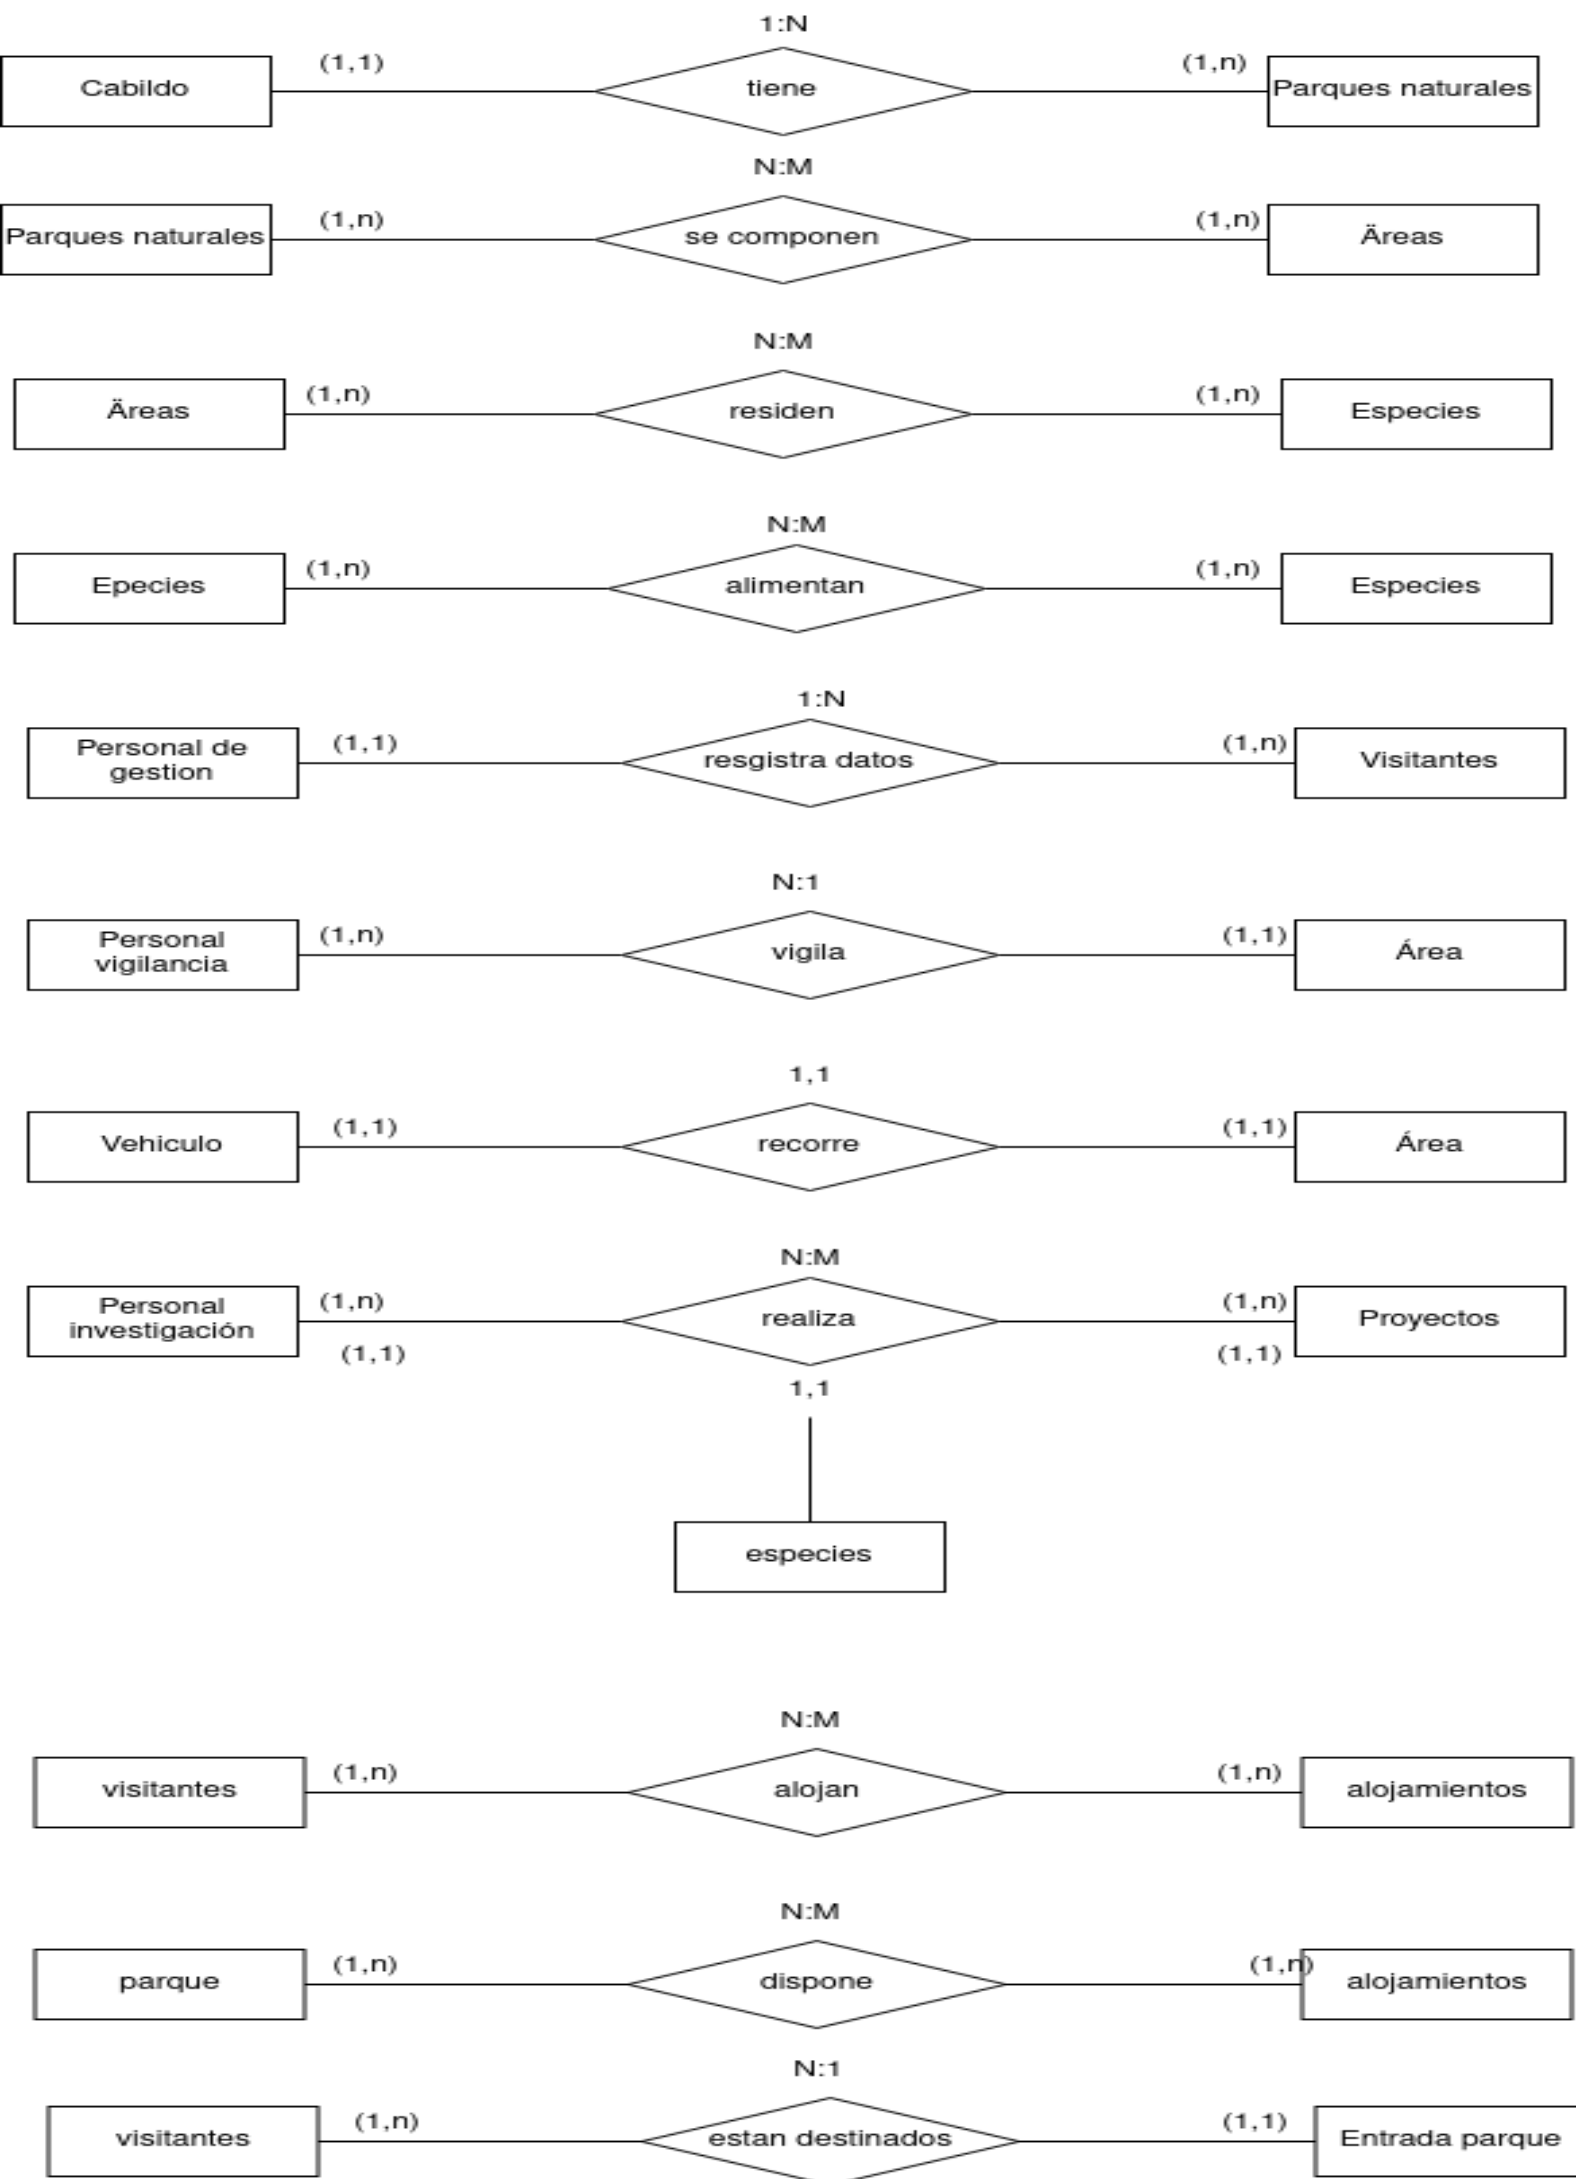 1:N
Cabildo (1,1) tiene (1,n) Parques naturales
N:M
Parques naturales (1,n) se componen (1,n) Äreas
N:M
Äreas (1,n) residen (1,n) Especies
N:M
Epecies (1,n) alimentan (1,n) Especies
1:N
Personal de
gestion
(1,1) resgistra datos (1,n) Visitantes
N:1
Personal
vigilancia
(1,n) vigila (1,1) Área
1,1
Vehiculo (1,1) recorre (1,1) Área
N:M
Personal
investigación
(1,n) realiza (1,n) Proyectos
(1,1) (1,1)
1,1
especies
N:M
visitantes (1,n) alojan (1,n) alojamientos
N:M
parque (1,n) dispone (1,n) alojamientos
N:1
visitantes (1,n) estan destinados (1,1) Entrada parque